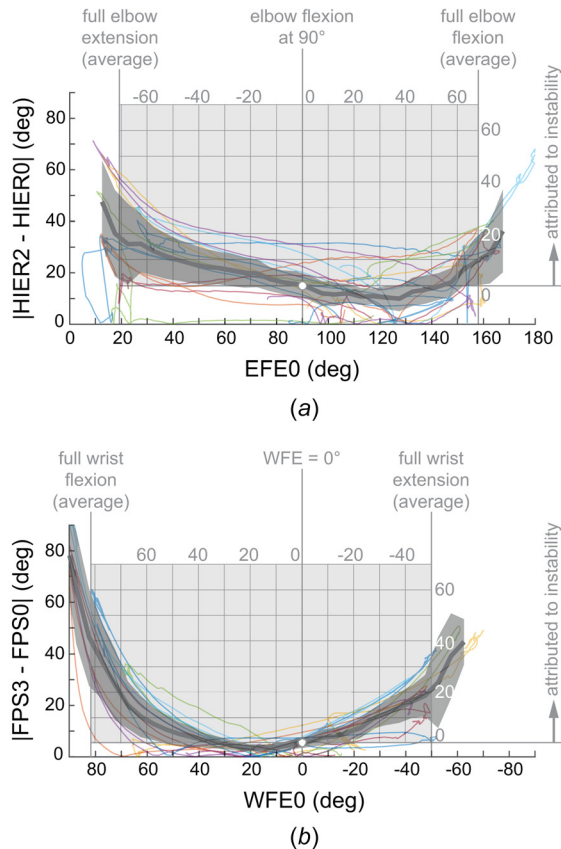 full elbow
extension
(average)
elbow flexion
at 90°
full elbow
flexion
(average)
-60 -40 -20 0 20 40 60
|HIER2 - HIER0| (deg)
80
60
40
20
0
60
40
20
0
attributed to instability
0 20 40 60 80 100 120 140 160 180
EFE0 (deg)
(a)
full wrist
flexion
(average)
WFE = 0°
full wrist
extension
(average)
60 40 20 0 -20 -40
|FPS3 - FPS0| (deg)
80
60
40
20
0
60
40
20
0
attributed to instability
80 60 40 20 0 -20 -40 -60 -80
WFE0 (deg)
(b)